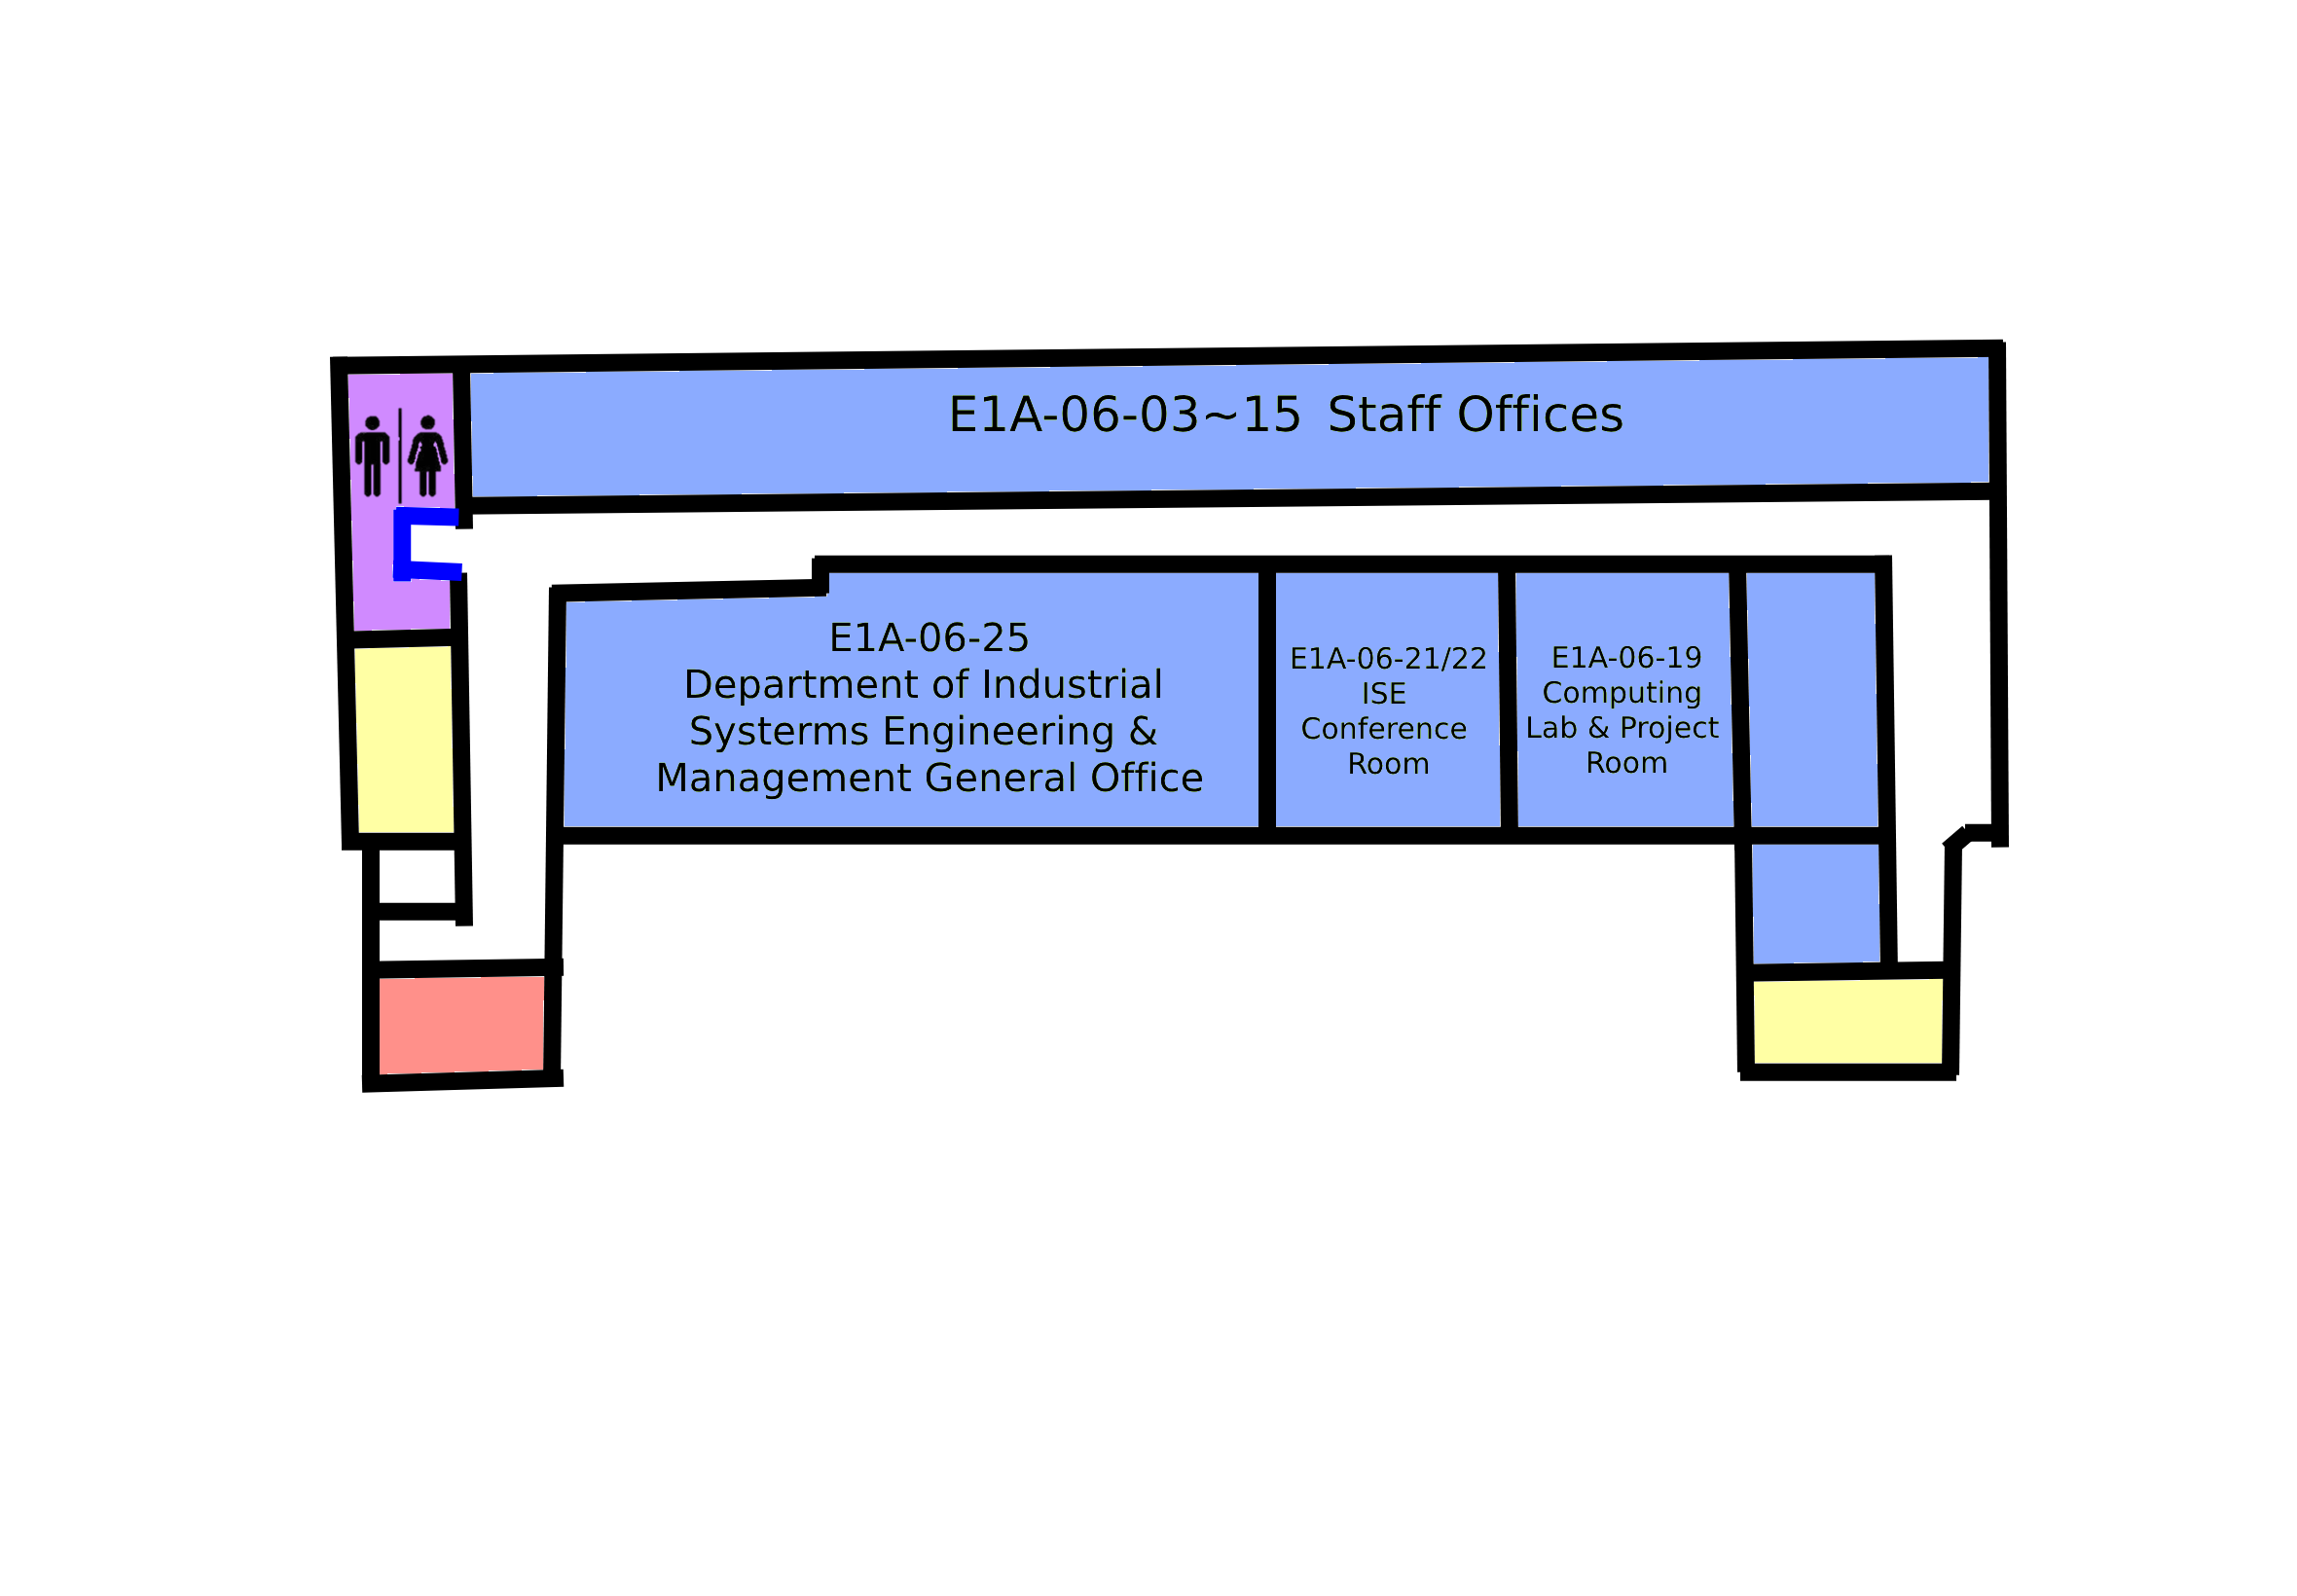 E1A-06-03~15 Staff Offices
E1A-06-25
Department of Industrial
Systerms Engineering &
Management General Office
E1A-06-21/22
ISE
Conference
Room
E1A-06-19
Computing
Lab & Project
Room